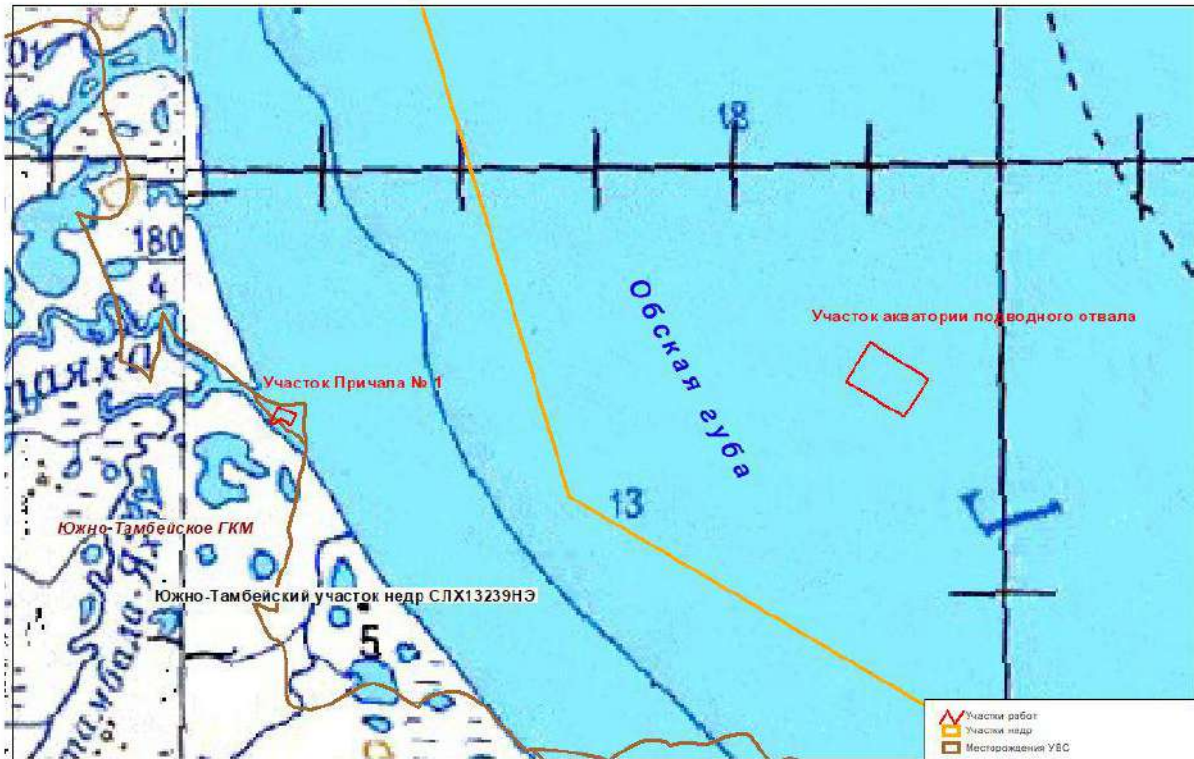 18
180
4
Обская губа
Участок акватории подводного отвала
Участок Причала № 1
13
Южно-Тамбейское ГКМ
Южно-Тамбейский участок недр СЛХ13239НЭ
5
Участки работ
Участки недр
Месторождения УВС